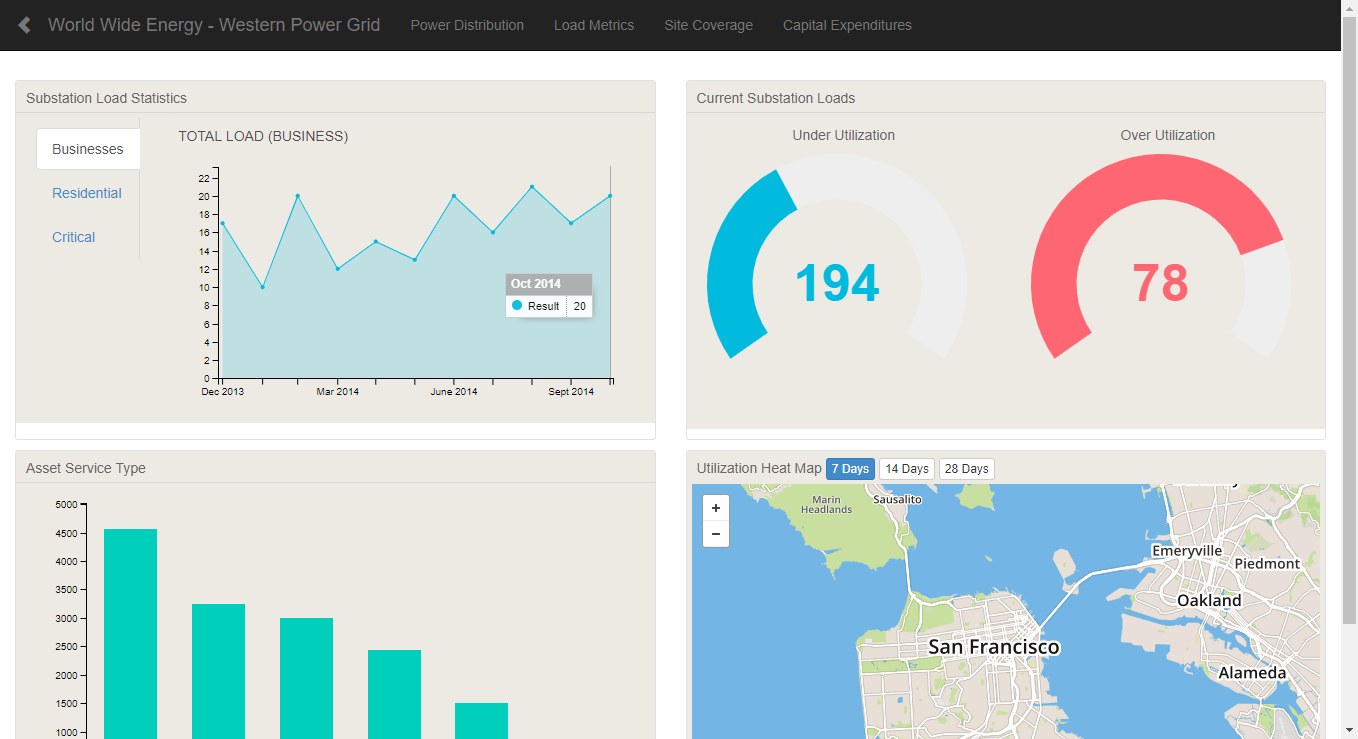 World Wide Energy - Western Power Grid Power Distribution Load Metrics Site Coverage Capital Expenditures
Substation Load Statistics
Businesses
Residential
Critical
TOTAL LOAD (BUSINESS)
22
20
18
16
14
12
10
8
6
4
2
0
Dec 2013 Mar 2014 June 2014 Sept 2014
Oct 2014
Result 20
Current Substation Loads
Under Utilization
194
Over Utilization
78
Asset Service Type
5000
4500
4000
3500
3000
2500
2000
1500
1000
Utilization Heat Map 7 Days 14 Days 28 Days
+
−
Marin
Headlands
Sausalito
Emeryville
Piedmont
Oakland
San Francisco
Alameda